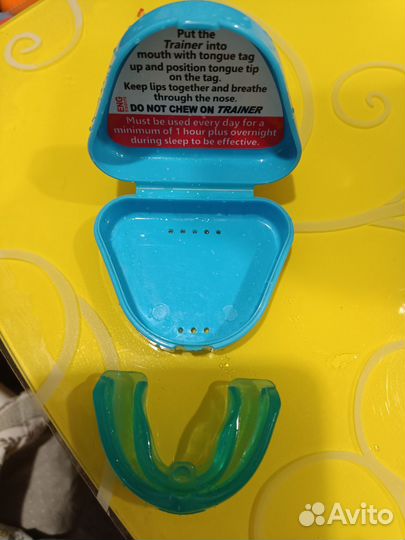 Put the
Trainer into
mouth with tongue tag
up and position tongue tip
on the tag.
Keep lips together and breathe
through the nose.
DO NOT CHEW ON TRAINER
Must be used every day for a
minimum of 1 hour plus overnight
during sleep to be effective.
ENG
Avito